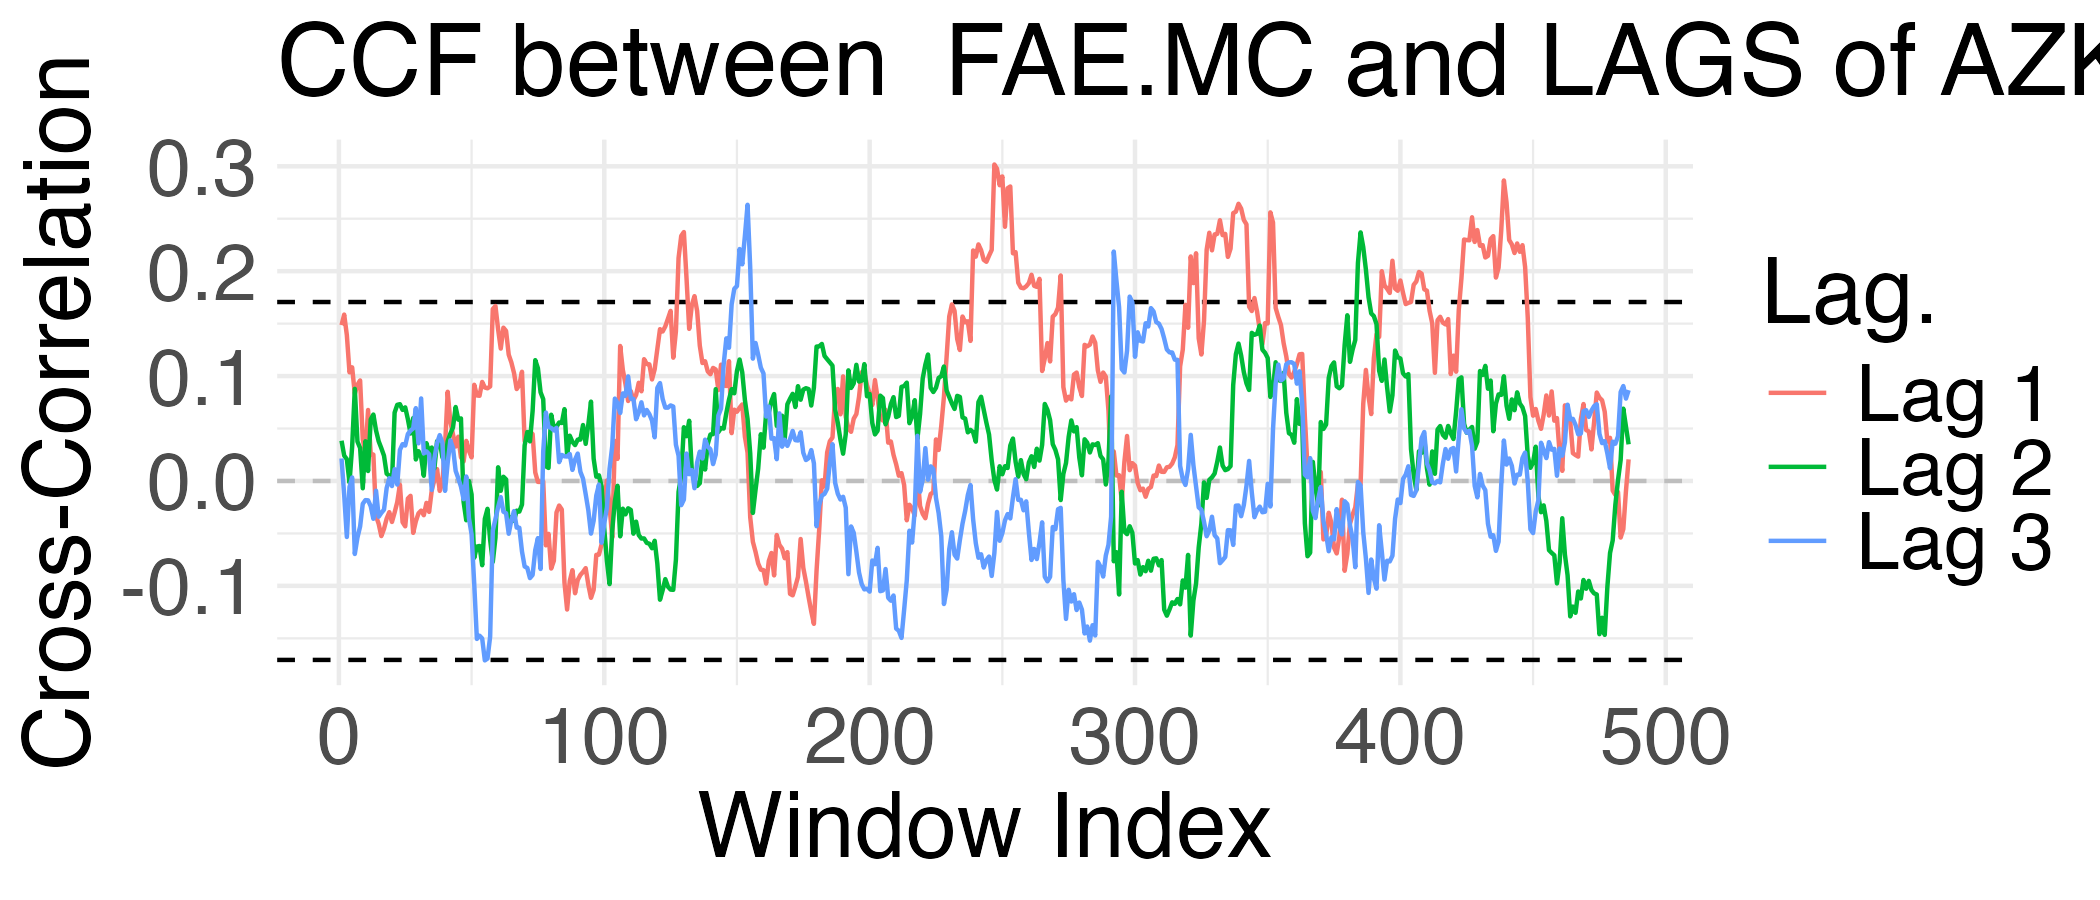 CCF between  FAE.MC and LAGS of AZK
Cross-Correlation
0.3
0.2
0.1
0.0
-0.1
0
100
200
300
400
500
Window Index
Lag.
Lag 1
Lag 2
Lag 3